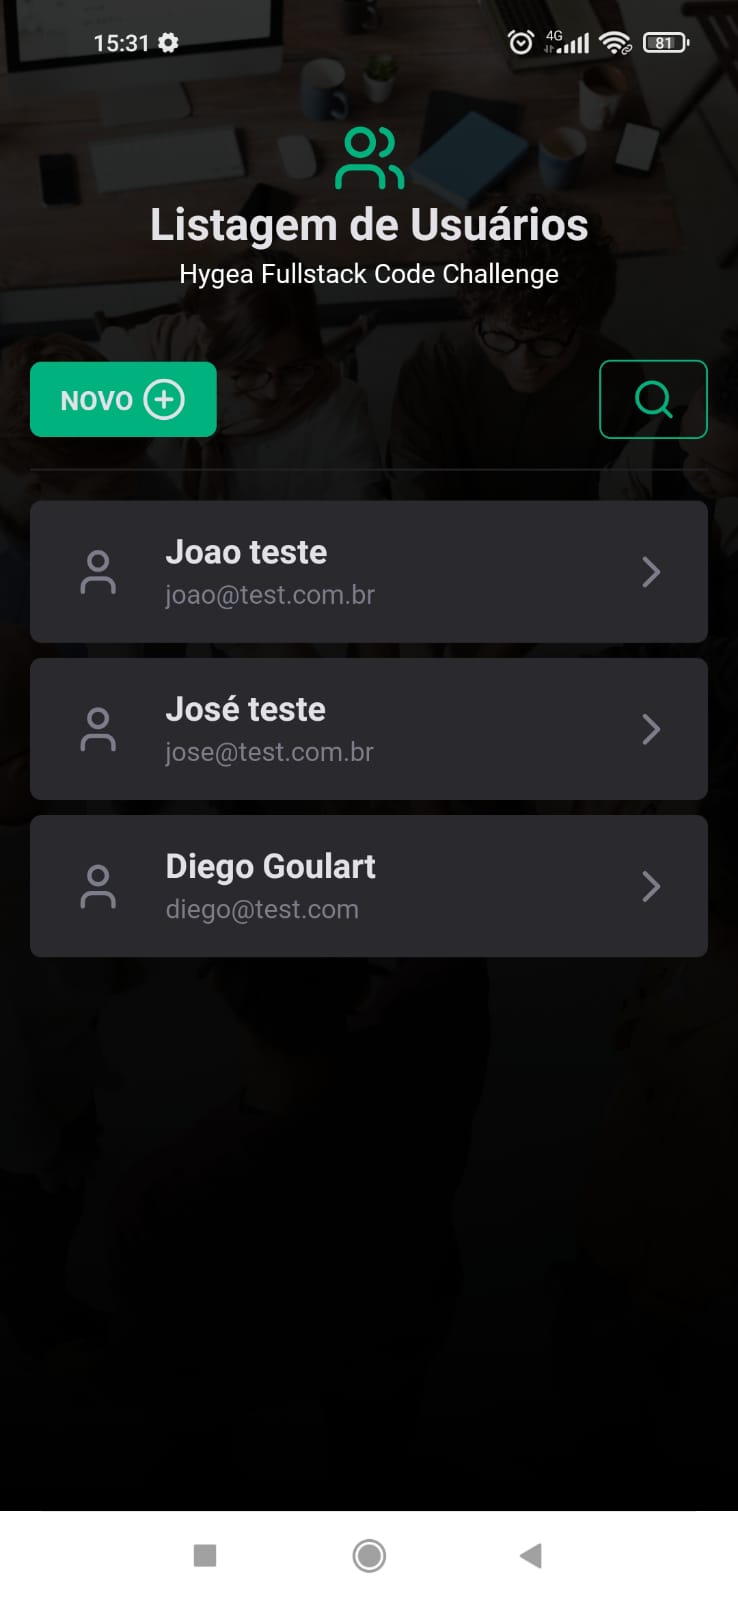 15:31
4G
81
Listagem de Usuários
Hygea Fullstack Code Challenge
NOVO
Joao teste
joao@test.com.br
José teste
jose@test.com.br
Diego Goulart
diego@test.com